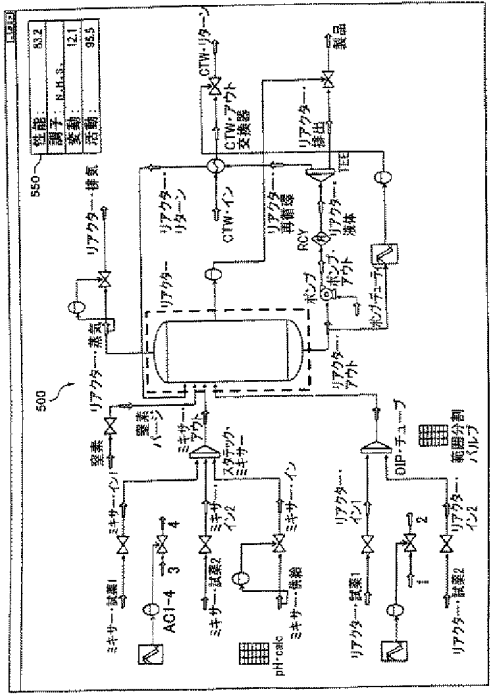 500
550
性能: 83.2
調子: N.M.S.
変動: 12.1
活動: 95.5
リアクター・排気
リアクター・蒸気
窒素
窒素
パージ
ミキサー・試薬1
ミキサー・イン1
AC1-4
3
4
ミキサー・試薬2
ミキサー・
イン2
ミキサー・
アウト
スタテック・
ミキサー
pH-calc
ミキサー・供給
ミキサー・イン
リアクター・試薬1
リアクター・
イン1
1
2
リアクター・試薬2
リアクター・
イン2
DIP・チューブ
範囲分割
バルブ
リアクター
リアクター・
リターン
CTW・イン
CTW・アウト
交換器
CTW・リターン
リアクター・
再循環
リアクター・
アウト
ポンプ
ポンプ・
アウト
ポンプ・デューティ
RCY
リアクター・
液体
TEE
リアクター・
排出
製品